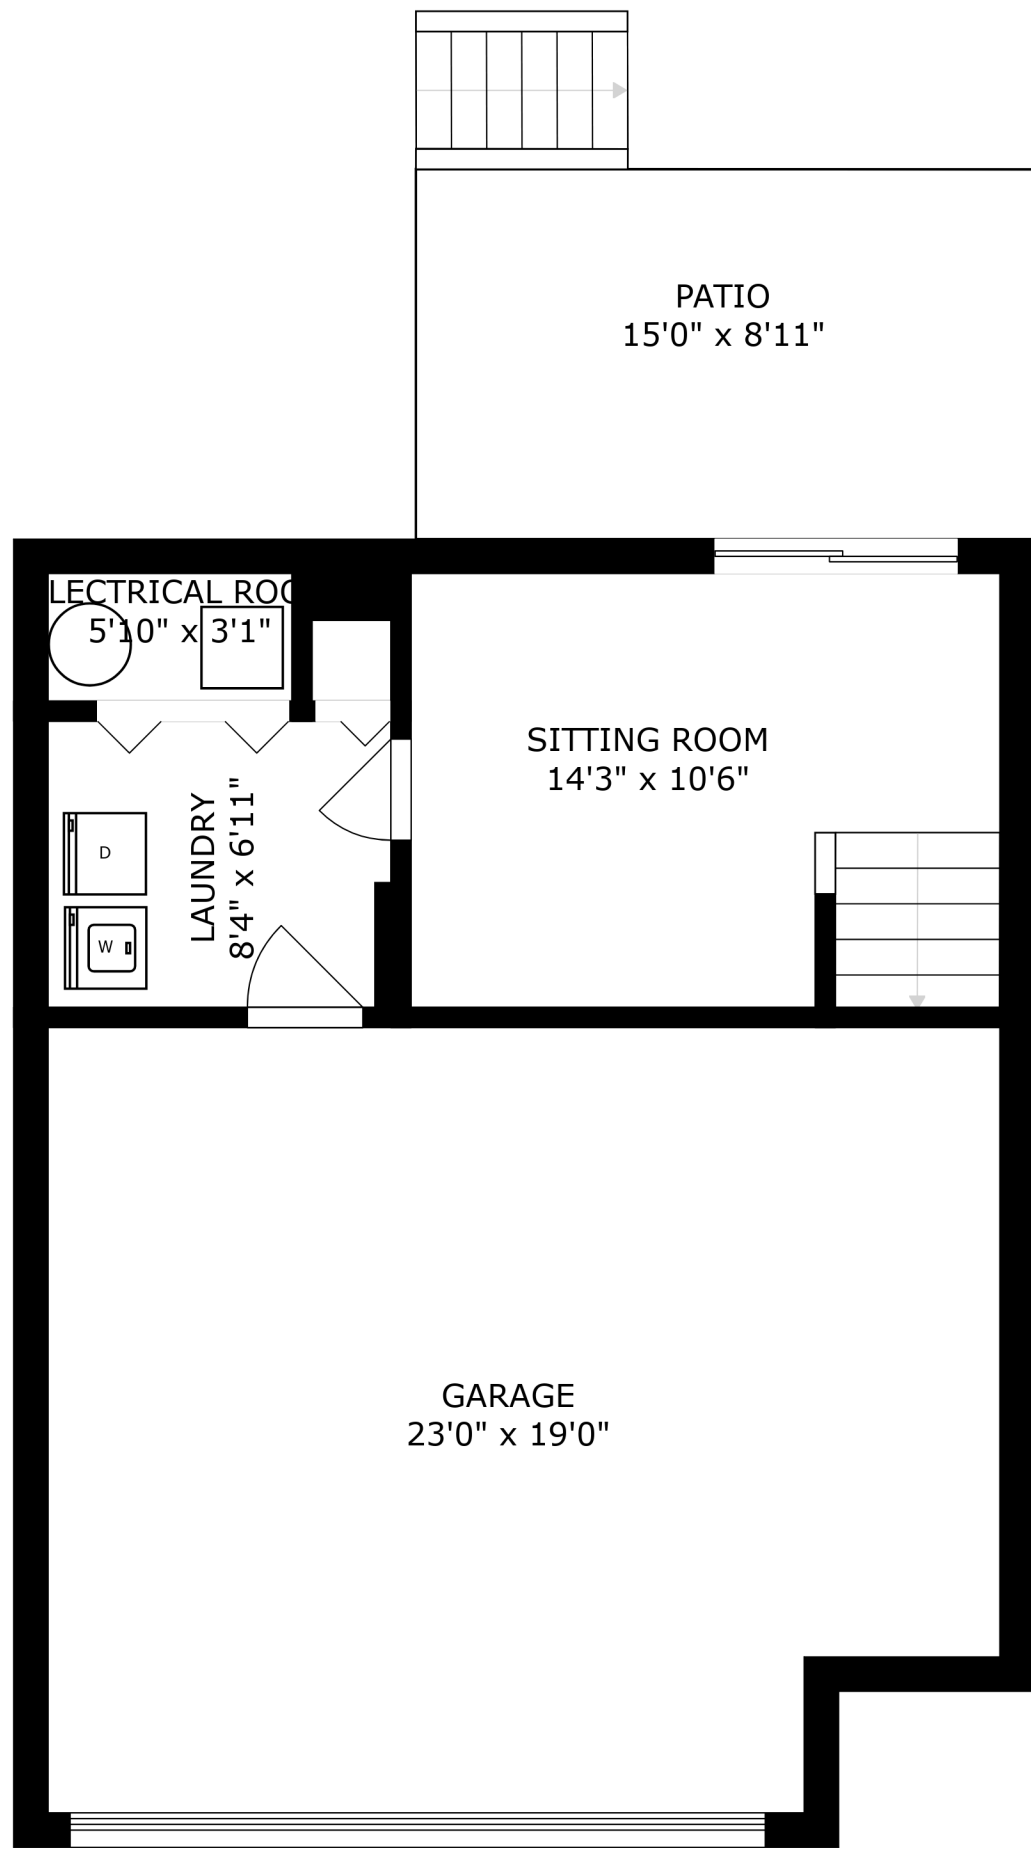 PATIO
15'0" x 8'11"
LECTRICAL ROO
5'10" x 3'1"
SITTING ROOM
14'3" x 10'6"
LAUNDRY
8'4" x 6'11"
D
W
GARAGE
23'0" x 19'0"